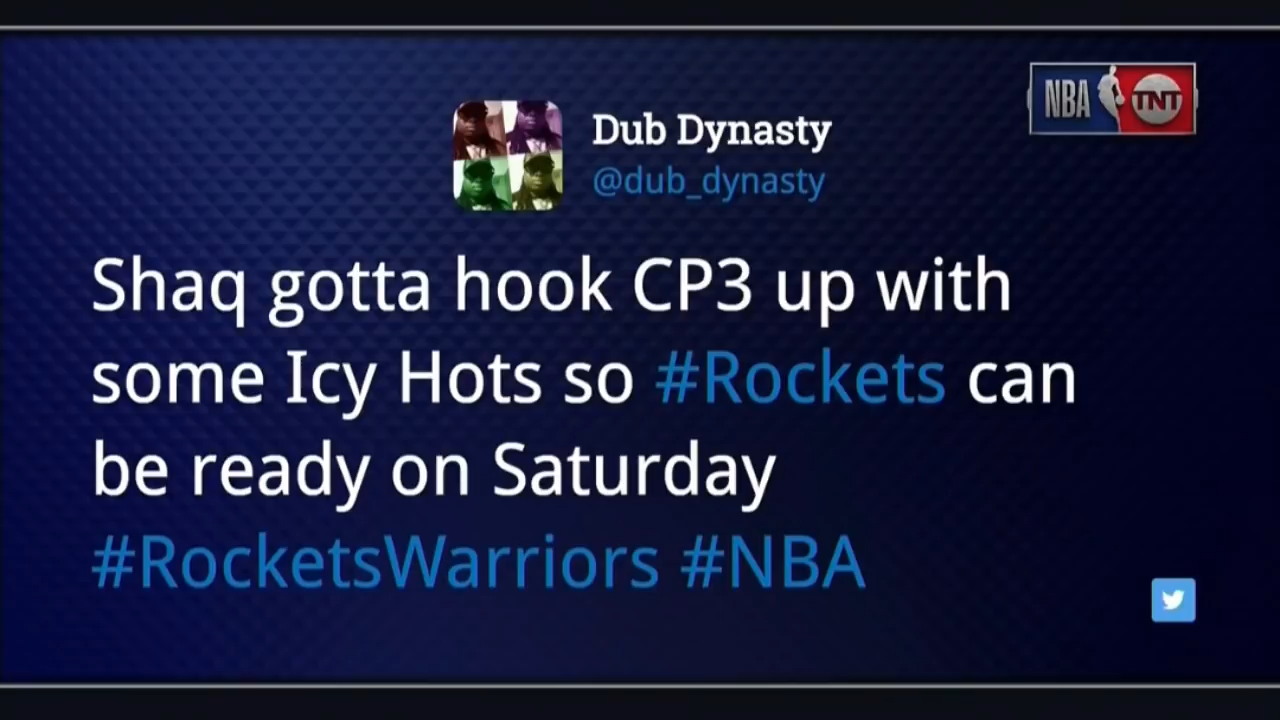 NBA TNT
Dub Dynasty
@dub_dynasty
Shaq gotta hook CP3 up with
some Icy Hots so #Rockets can
be ready on Saturday
#RocketsWarriors #NBA